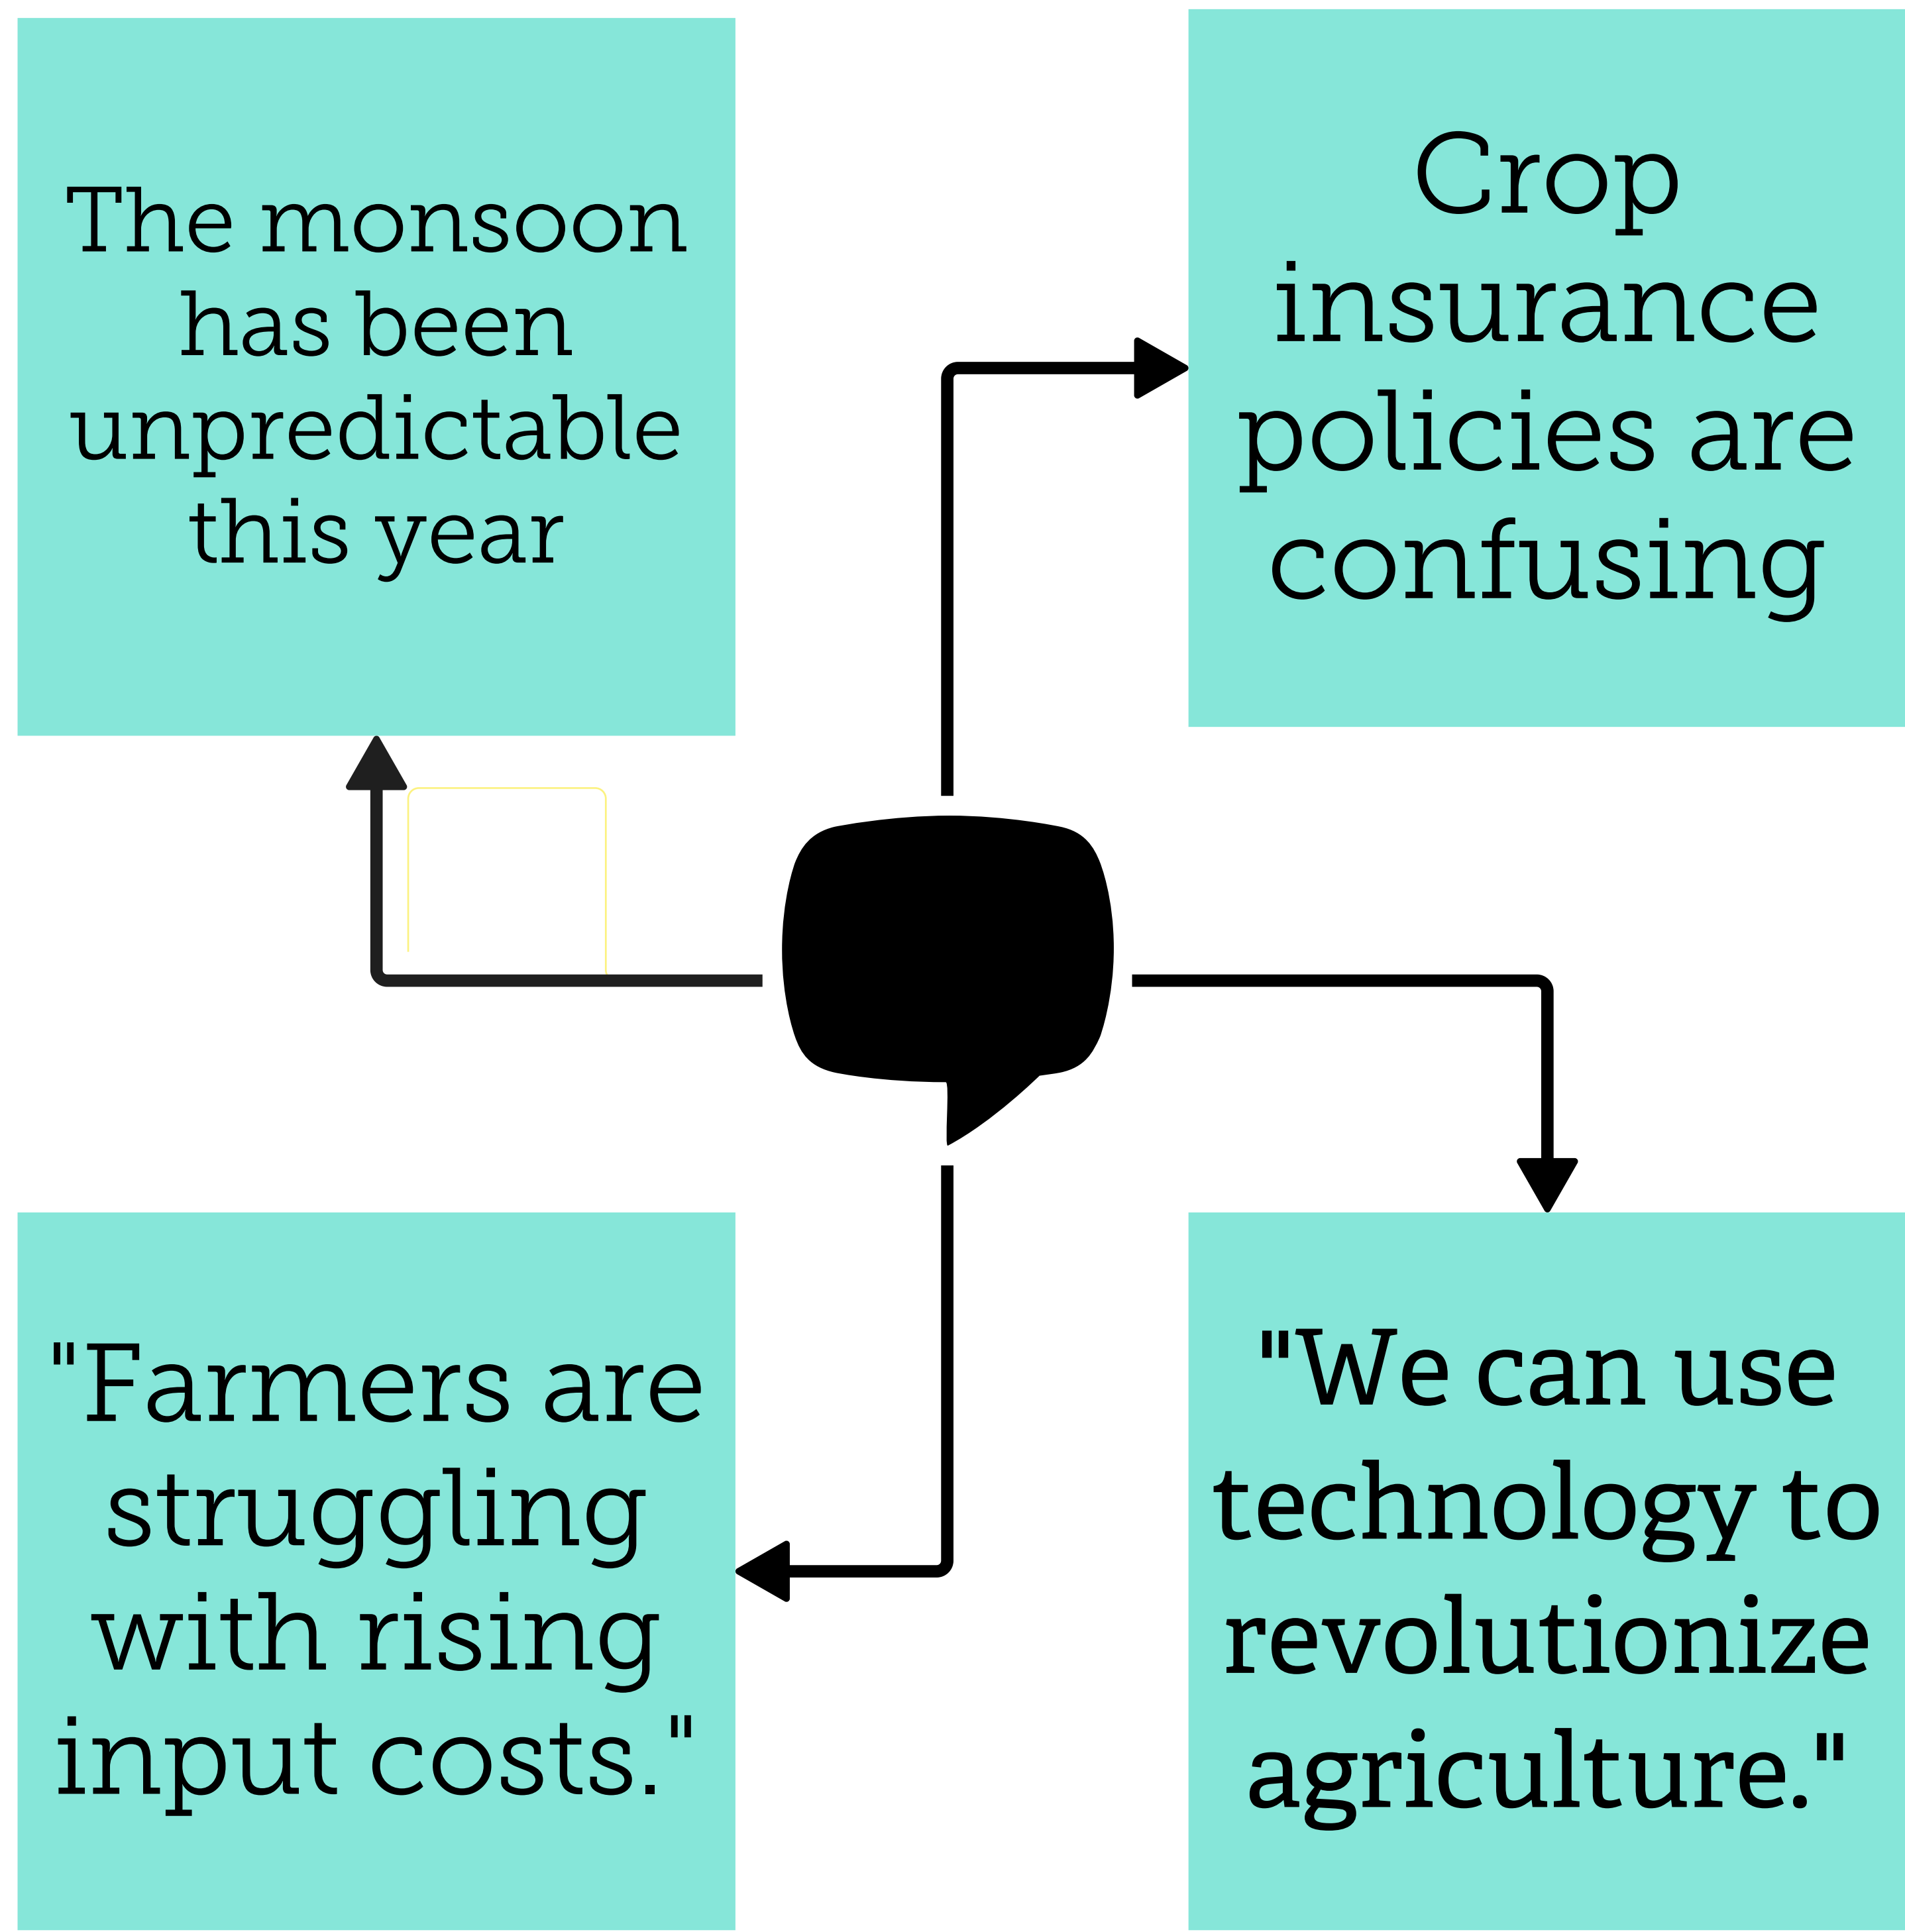 The monsoon
has been
unpredictable
this year
Crop
insurance
policies are
confusing
"Farmers are
struggling
with rising
input costs."
"We can use
technology to
revolutionize
agriculture."